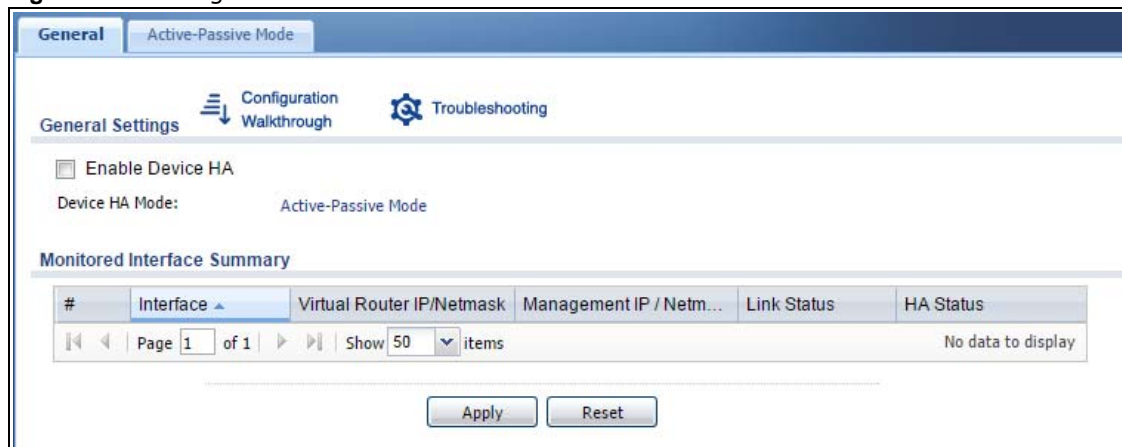 General
Active-Passive Mode
General Settings
Configuration
Walkthrough
Troubleshooting
Enable Device HA
Device HA Mode:
Active-Passive Mode
Monitored Interface Summary
# Interface Virtual Router IP/Netmask Management IP / Netm... Link Status HA Status
Page 1 of 1 Show 50 items No data to display
Apply Reset